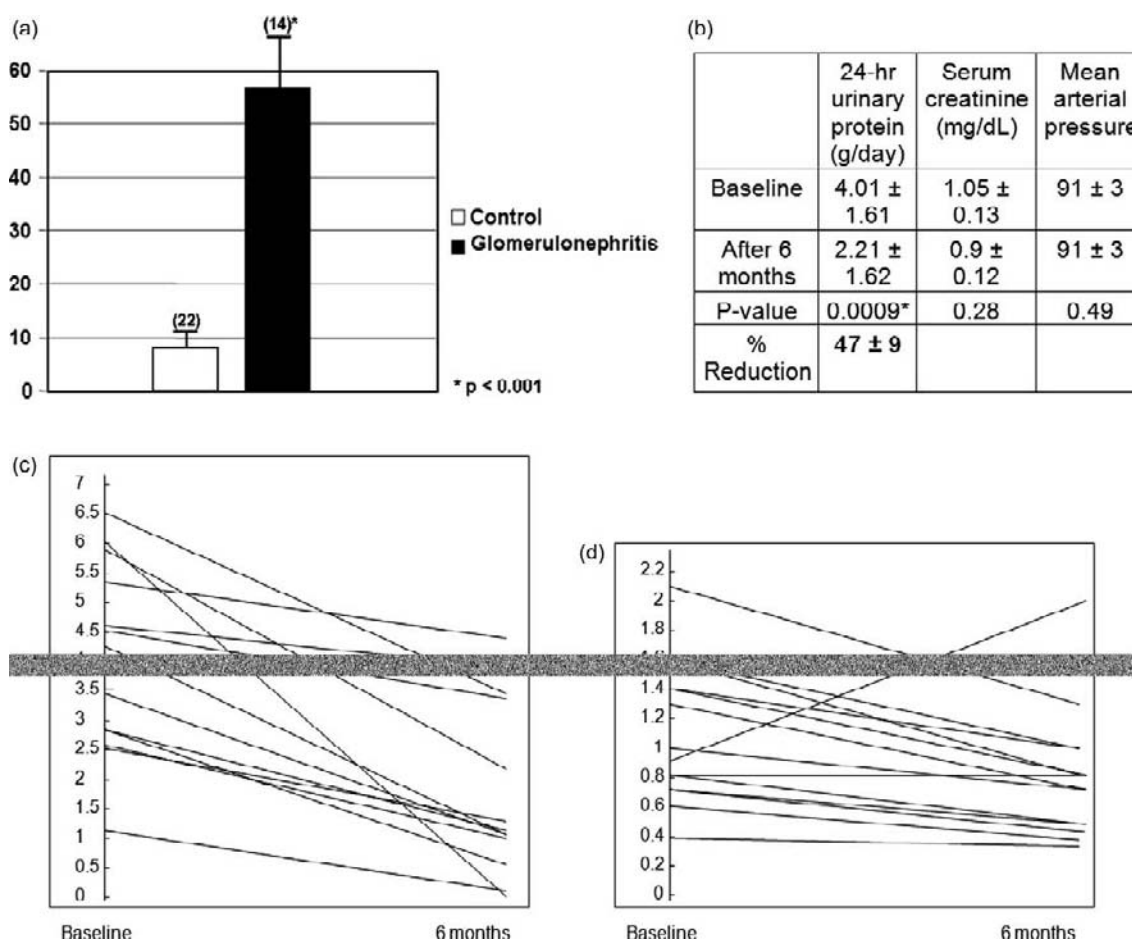 (a)
(14)*
60
50
40
30
20
10
0
(22)
Control
Glomerulonephritis
* p < 0.001
(b)
24-hr urinary protein (g/day)
Serum creatinine (mg/dL)
Mean arterial pressure
Baseline
4.01 ± 1.61
1.05 ± 0.13
91 ± 3
After 6 months
2.21 ± 1.62
0.9 ± 0.12
91 ± 3
P-value
0.0009*
0.28
0.49
% Reduction
47 ± 9
(c)
7
6.5
6
5.5
5
4.5
3.5
3
2.5
2
1.5
1
0.5
0
Baseline
6 months
(d)
2.2
2
1.8
1.4
1.2
1
0.8
0.6
0.4
0.2
0
Baseline
6 months